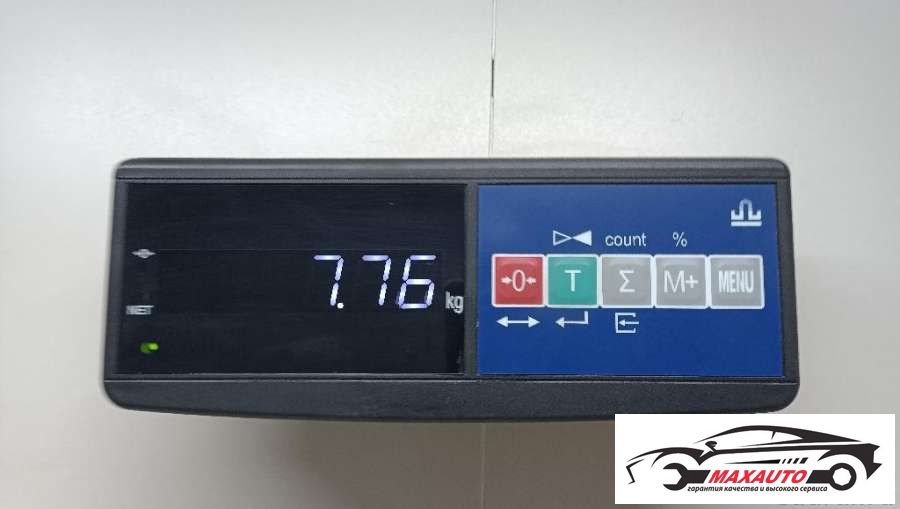 count %
7.76 kg
→0← T Σ M+ MENU
NET
MAXAUTO
гарантия качества и высокого сервиса